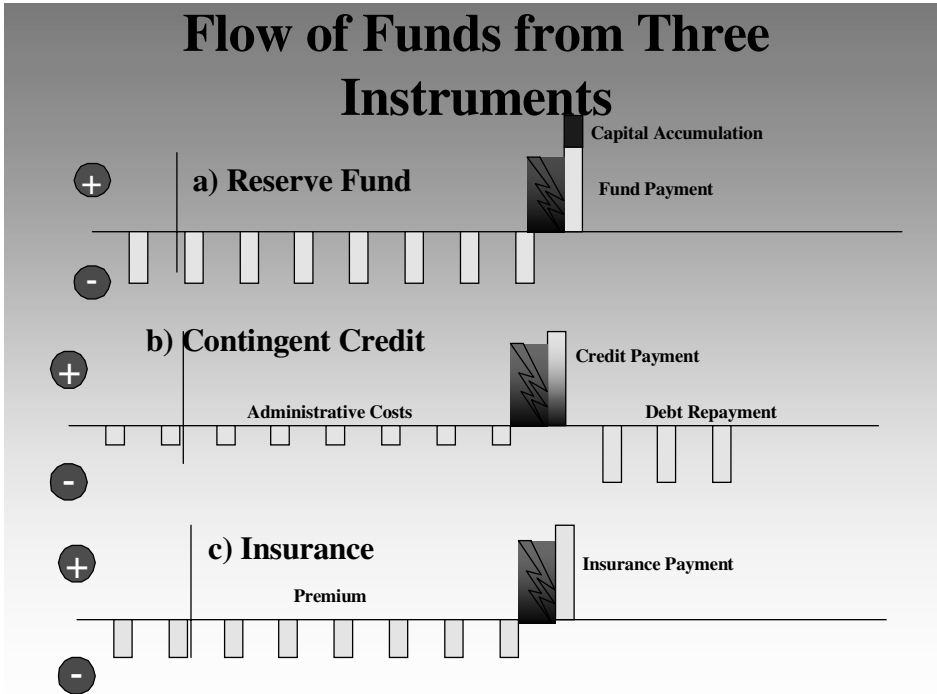 Flow of Funds from Three
Instruments
Capital Accumulation
+
a) Reserve Fund
Fund Payment
-
b) Contingent Credit
Credit Payment
+
Administrative Costs
Debt Repayment
-
c) Insurance
+
Insurance Payment
Premium
-